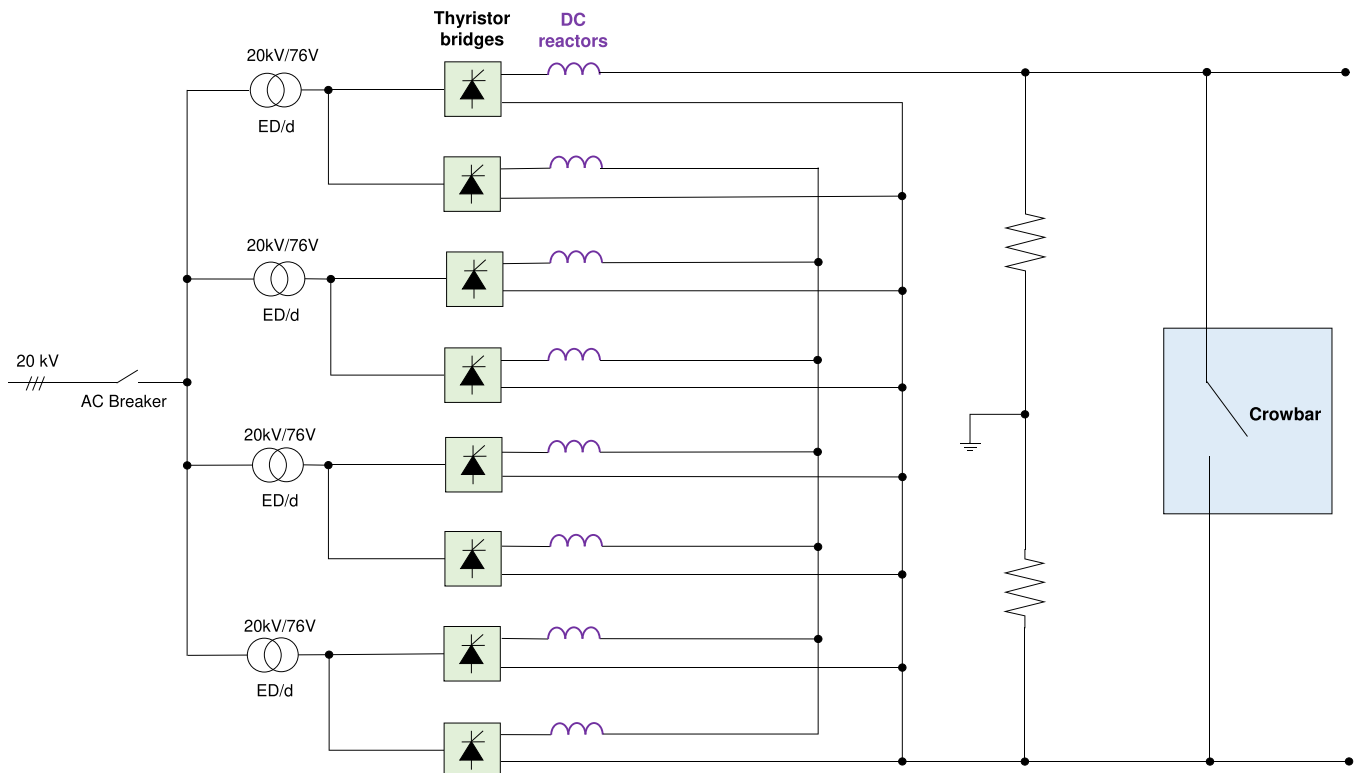 Thyristor
bridges
DC
reactors
20kV/76V
ED/d
20kV/76V
ED/d
20 kV
AC Breaker
Crowbar
20kV/76V
ED/d
20kV/76V
ED/d